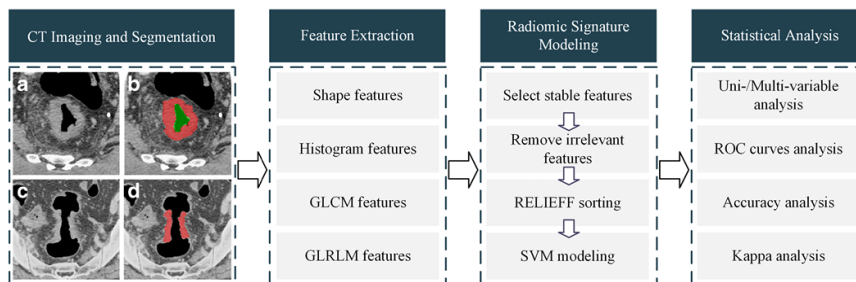 CT Imaging and Segmentation
a
b
c
d
Feature Extraction
Shape features
Histogram features
GLCM features
GLRLM features
Radiomic Signature
Modeling
Select stable features
Remove irrelevant
features
RELIEFF sorting
SVM modeling
Statistical Analysis
Uni-/Multi-variable
analysis
ROC curves analysis
Accuracy analysis
Kappa analysis